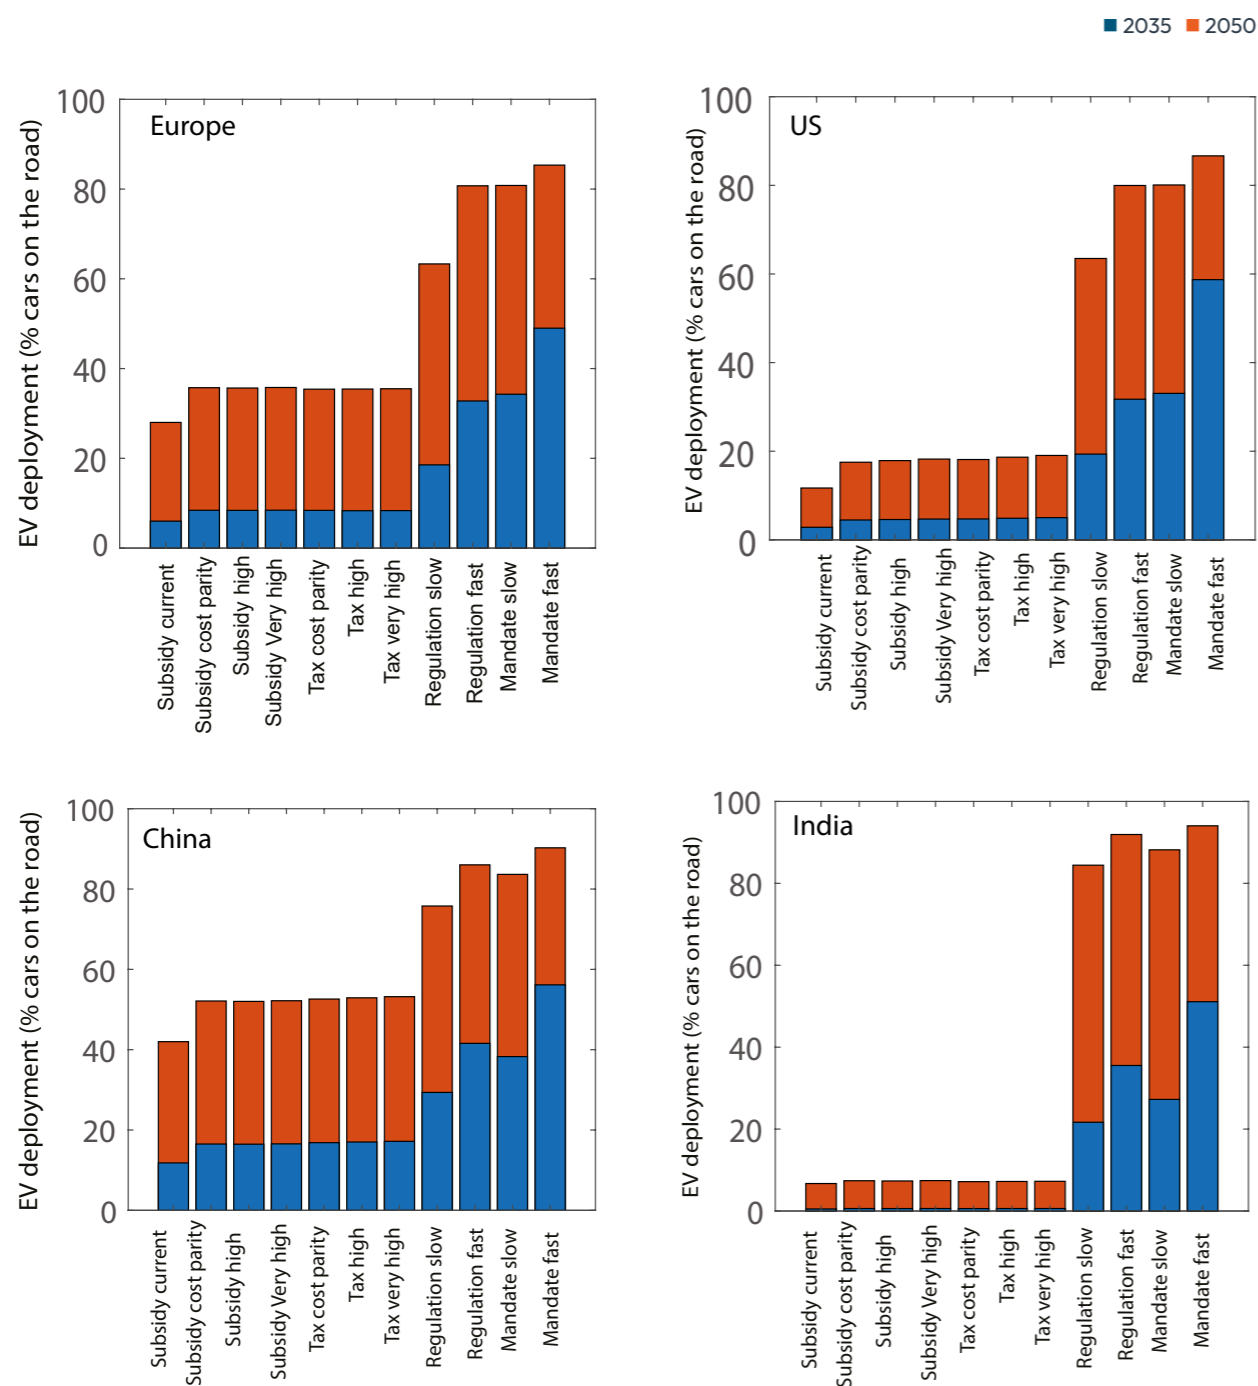 2035 2050
Europe
EV deployment (% cars on the road)
100
80
60
40
20
0
Subsidy current
Subsidy cost parity
Subsidy high
Subsidy Very high
Tax cost parity
Tax high
Tax very high
Regulation slow
Regulation fast
Mandate slow
Mandate fast
US
EV deployment (% cars on the road)
100
80
60
40
20
0
Subsidy current
Subsidy cost parity
Subsidy high
Subsidy Very high
Tax cost parity
Tax high
Tax very high
Regulation slow
Regulation fast
Mandate slow
Mandate fast
China
EV deployment (% cars on the road)
100
80
60
40
20
0
Subsidy current
Subsidy cost parity
Subsidy high
Subsidy Very high
Tax cost parity
Tax high
Tax very high
Regulation slow
Regulation fast
Mandate slow
Mandate fast
India
EV deployment (% cars on the road)
100
80
60
40
20
0
Subsidy current
Subsidy cost parity
Subsidy high
Subsidy Very high
Tax cost parity
Tax high
Tax very high
Regulation slow
Regulation fast
Mandate slow
Mandate fast